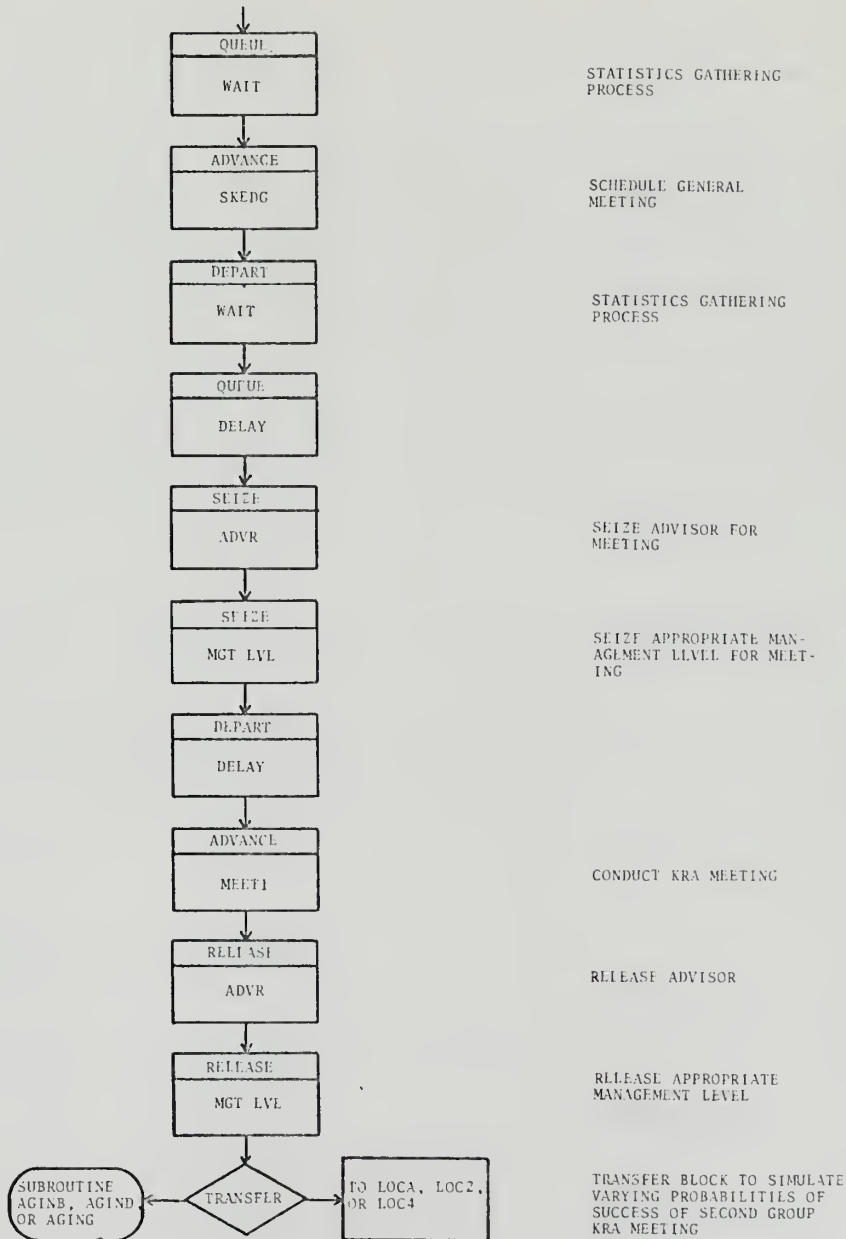 QUEUE
WAIT
STATISTICS GATHERING
PROCESS
ADVANCE
SKEDG
SCHEDULE GENERAL
MEETING
DEPART
WAIT
STATISTICS GATHERING
PROCESS
QUEUE
DELAY
SEIZE
ADVR
SEIZE ADVISOR FOR
MEETING
SEIZE
MGT LVL
SEIZE APPROPRIATE MAN-
AGEMENT LEVEL FOR MEET-
ING
DEPART
DELAY
ADVANCE
MEET1
CONDUCT KRA MEETING
RELEASE
ADVR
RELEASE ADVISOR
RELEASE
MGT LVL
RELEASE APPROPRIATE
MANAGEMENT LEVEL
SUBROUTINE
AGINB, AGIND,
OR AGING
TRANSFER
TO LOCA, LOC2,
OR LOC4
TRANSFER BLOCK TO SIMULATE
VARYING PROBABILITIES OF
SUCCESS OF SECOND GROUP
KRA MEETING